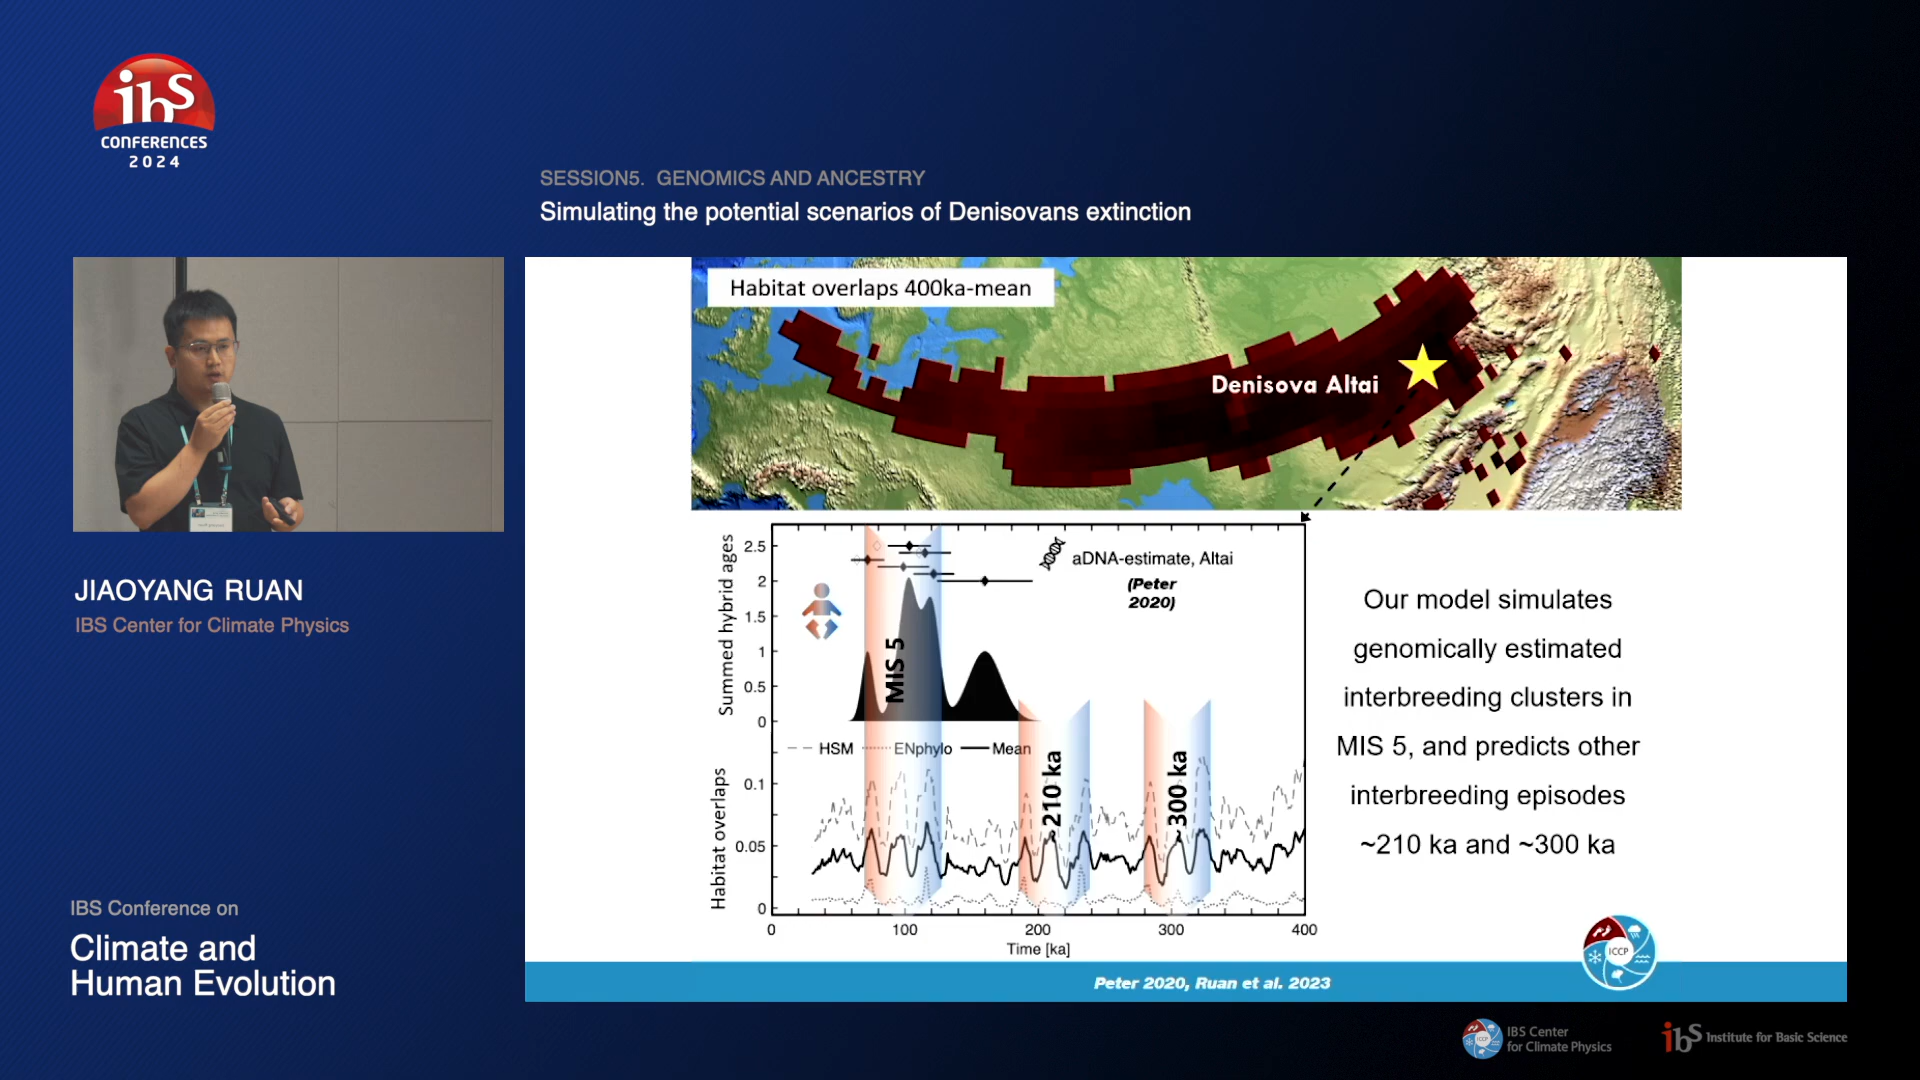 ibs
CONFERENCES
2024
SESSION5. GENOMICS AND ANCESTRY
Simulating the potential scenarios of Denisovans extinction
JIAOYANG RUAN
IBS Center for Climate Physics
IBS Conference on
Climate and
Human Evolution
Habitat overlaps 400ka-mean
Denisova Altai
Summed hybrid ages
2.5
2
1.5
1
0.5
0
MIS 5
aDNA-estimate, Altai
(Peter
2020)
HSM ENphylo Mean
Habitat overlaps
0.1
0.05
0
~210 ka
~300 ka
0 100 200 300 400
Time [ka]
Our model simulates
genomically estimated
interbreeding clusters in
MIS 5, and predicts other
interbreeding episodes
~210 ka and ~300 ka
ICCP
Peter 2020, Ruan et al. 2023
ICCP
IBS Center
for Climate Physics
ibs Institute for Basic Science